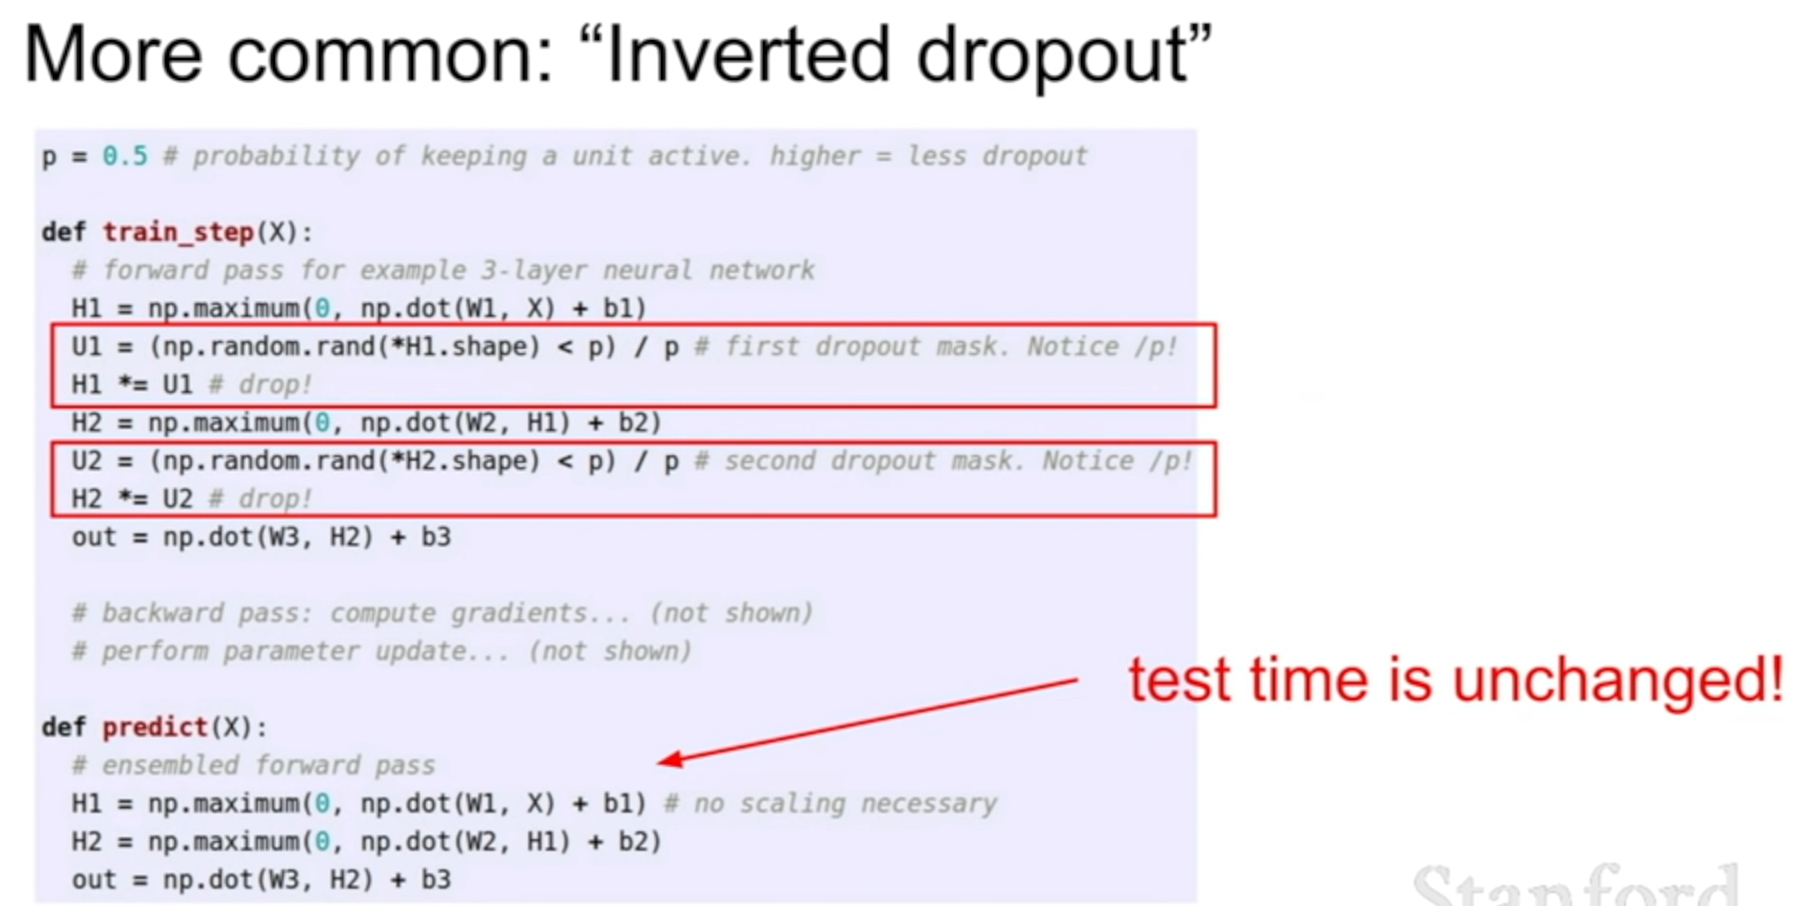 More common: “Inverted dropout”
p = 0.5 # probability of keeping a unit active. higher = less dropout
def train_step(X):
# forward pass for example 3-layer neural network
H1 = np.maximum(0, np.dot(W1, X) + b1)
U1 = (np.random.rand(*H1.shape) < p) / p # first dropout mask. Notice /p!
H1 *= U1 # drop!
H2 = np.maximum(0, np.dot(W2, H1) + b2)
U2 = (np.random.rand(*H2.shape) < p) / p # second dropout mask. Notice /p!
H2 *= U2 # drop!
out = np.dot(W3, H2) + b3
# backward pass: compute gradients... (not shown)
# perform parameter update... (not shown)
test time is unchanged!
def predict(X):
# ensembled forward pass
H1 = np.maximum(0, np.dot(W1, X) + b1) # no scaling necessary
H2 = np.maximum(0, np.dot(W2, H1) + b2)
out = np.dot(W3, H2) + b3
Stanford